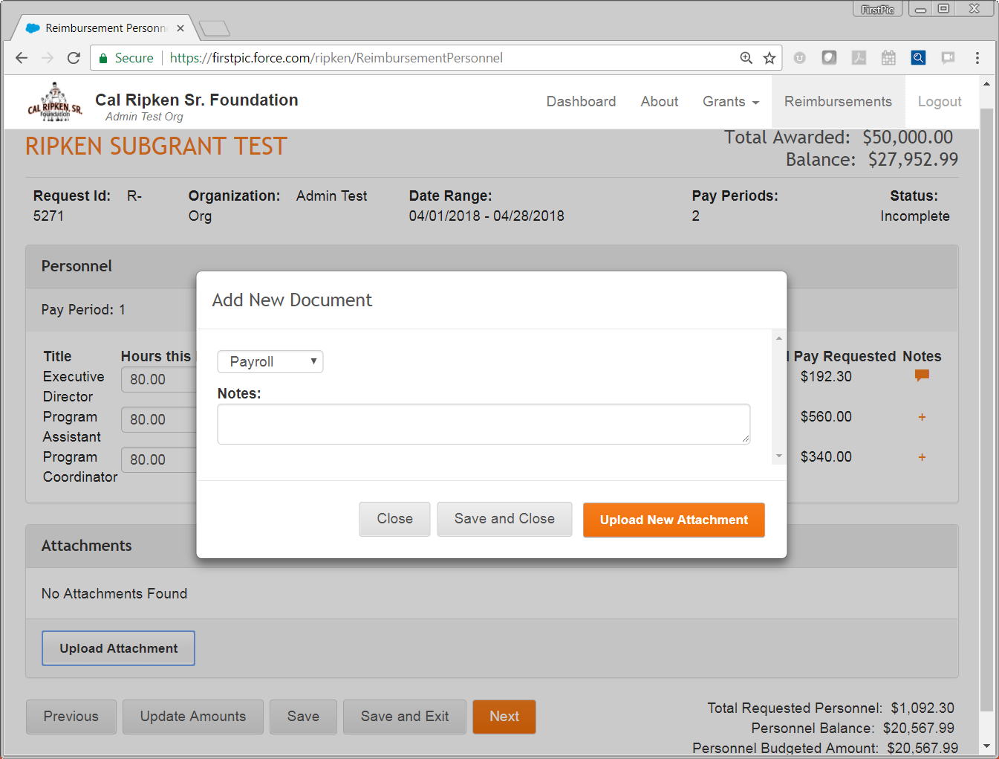 FirstPic
Reimbursement Personn
Secure
https://firstpic.force.com/ripken/ReimbursementPersonnel
CAL RIPKEN, SR.
Foundation
Cal Ripken Sr. Foundation
Admin Test Org
Dashboard
About
Grants
Reimbursements
Logout
RIPKEN SUBGRANT TEST
Total Awarded: $50,000.00
Balance: $27,952.99
Request Id: R-
5271
Organization: Admin Test
Org
Date Range:
04/01/2018 - 04/28/2018
Pay Periods:
2
Status:
Incomplete
Personnel
Pay Period: 1
Title
Hours this
Pay Requested
Notes
Executive
Director
80.00
$192.30
Program
Assistant
80.00
$560.00
+
Program
Coordinator
80.00
$340.00
+
Add New Document
Payroll
Notes:
Close
Save and Close
Upload New Attachment
Attachments
No Attachments Found
Upload Attachment
Previous
Update Amounts
Save
Save and Exit
Next
Total Requested Personnel: $1,092.30
Personnel Balance: $20,567.99
Personnel Budgeted Amount: $20,567.99